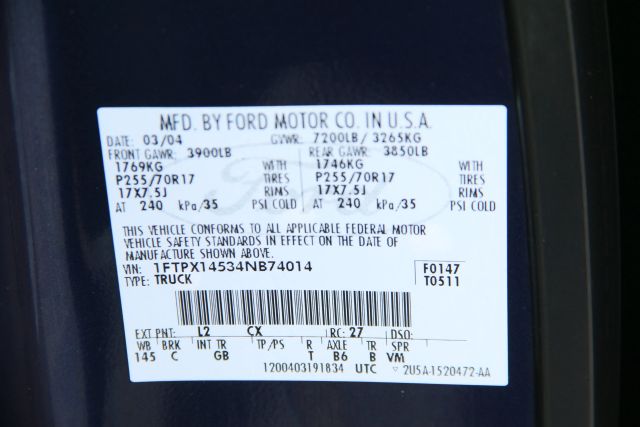 MFD. BY FORD MOTOR CO. IN U.S.A.
DATE: 03/04 GVWR: 7200LB/ 3265KG
FRONT GAWR: 3900LB REAR GAWR: 3850LB
1769KG WITH 1746KG WITH
P255/70R17 TIRES P255/70R17 TIRES
17X7.5J RIMS 17X7.5J RIMS
AT 240 kPa/35 PSI COLD AT 240 kPa/35 PSI COLD
THIS VEHICLE CONFORMS TO ALL APPLICABLE FEDERAL MOTOR
VEHICLE SAFETY STANDARDS IN EFFECT ON THE DATE OF
MANUFACTURE SHOWN ABOVE.
VIN: 1FTPX14534NB74014 F0147
TYPE: TRUCK T0511
EXT PNT: L2 CX RC: 27 DSO:
WB BRK INT TR TP/PS R AXLE TR SPR
145 C GB T B6 B VM
1200403191834 UTC 2U5A-1520472-AA
Ford